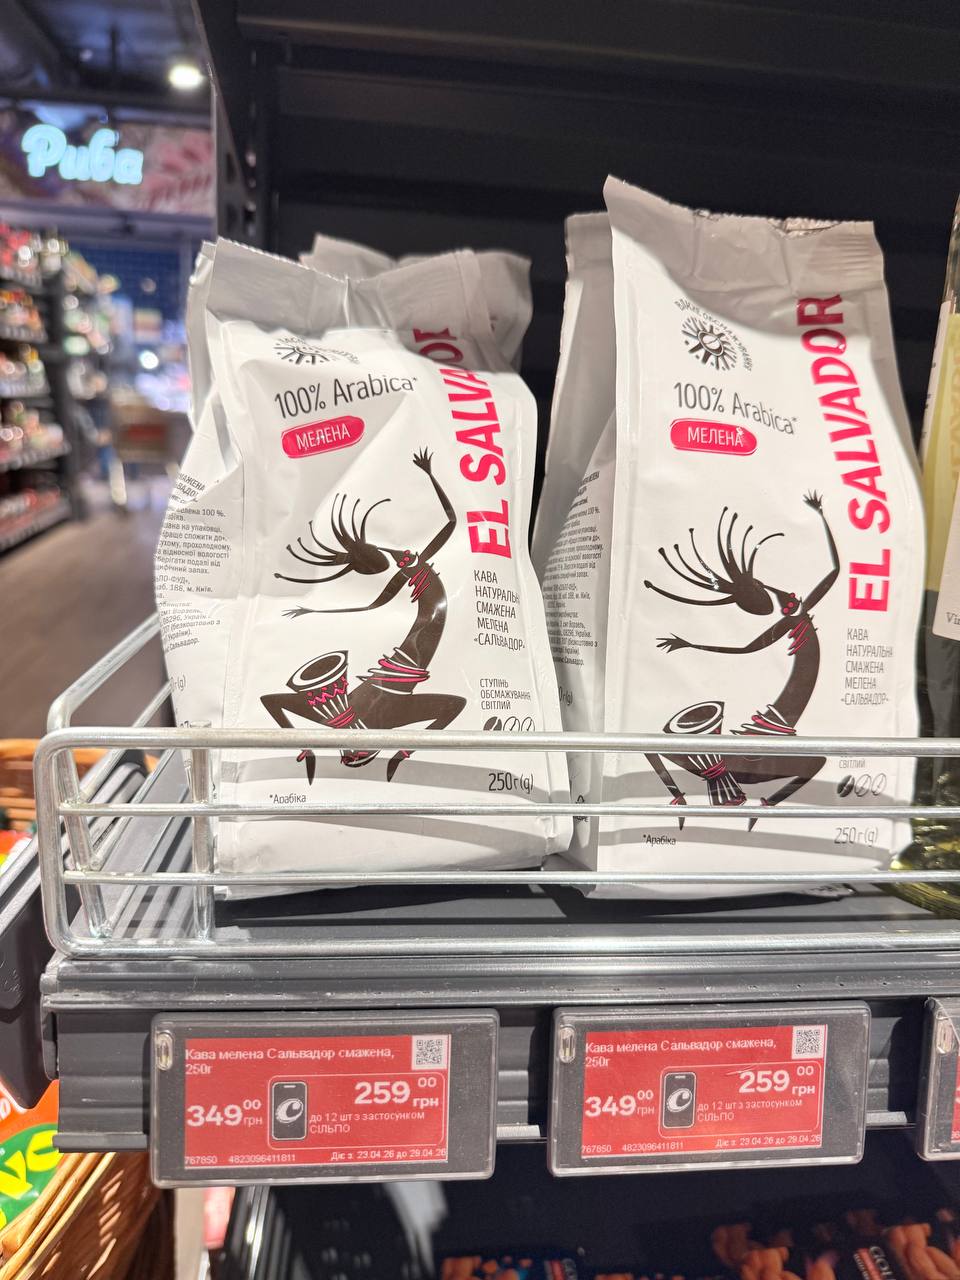 Риба
100% Arabica*
МЕЛЕНА
EL SALVADOR
КАВА
НАТУРАЛЬНА
СМАЖЕНА
МЕЛЕНА
«САЛЬВАДОР»
СТУПІНЬ
ОБСМАЖУВАННЯ
СВІТЛИЙ
250 г (g)
*Арабіка
100% Arabica*
МЕЛЕНА
EL SALVADOR
КАВА
НАТУРАЛЬНА
СМАЖЕНА
МЕЛЕНА
«САЛЬВАДОР»
СВІТЛИЙ
250 г (g)
*Арабіка
Кава мелена Сальвадор смажена,
250г
349 00 грн
259 00 грн
до 12 шт з застосунком
СІЛЬПО
767850 4823096411811 Діє з: 23.04.26 до 29.04.26
Кава мелена Сальвадор смажена,
250г
349 00 грн
259 00 грн
до 12 шт з застосунком
СІЛЬПО
767850 4823096411811 Діє з: 23.04.26 до 29.04.26